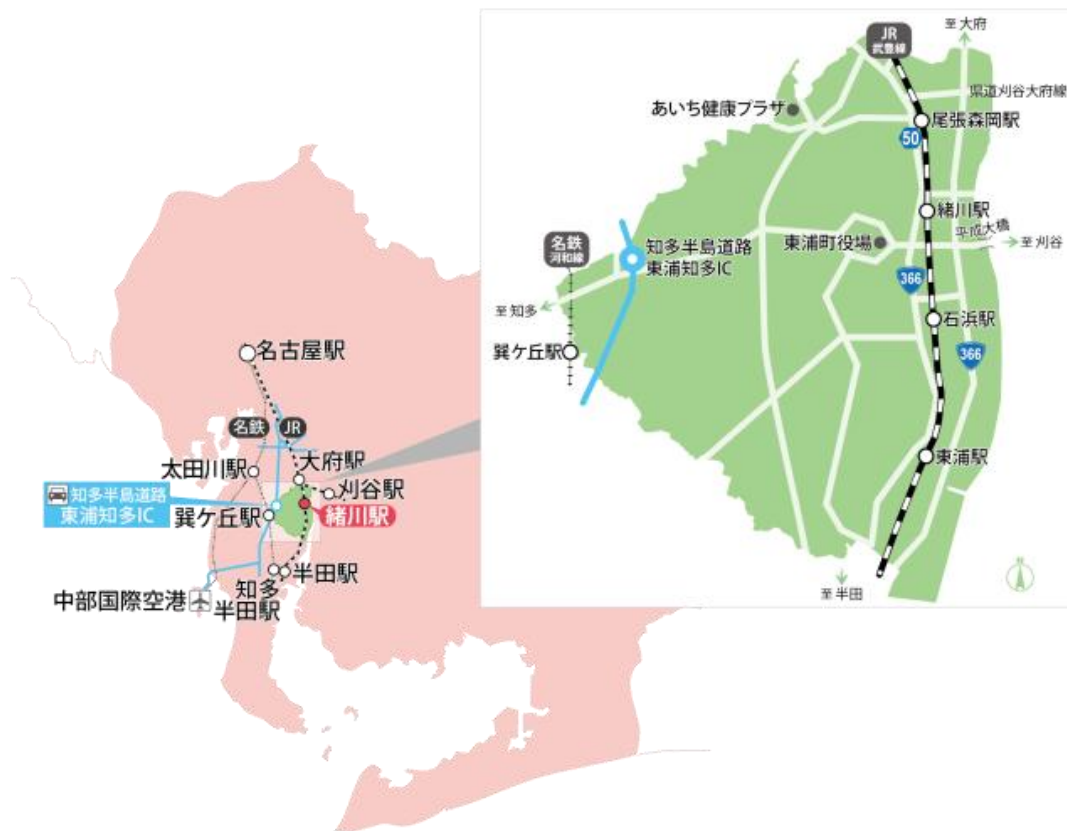 名古屋駅
名鉄
JR
太田川駅
大府駅
刈谷駅
知多半島道路
東浦知多IC
巽ケ丘駅
緒川駅
半田駅
知多
半田駅
中部国際空港
JR
武豊線
至大府
県道刈谷大府線
あいち健康プラザ
尾張森岡駅
50
緒川駅
平成大橋
至刈谷
東浦町役場
名鉄
河和線
知多半島道路
東浦知多IC
366
至知多
石浜駅
巽ケ丘駅
366
東浦駅
至半田